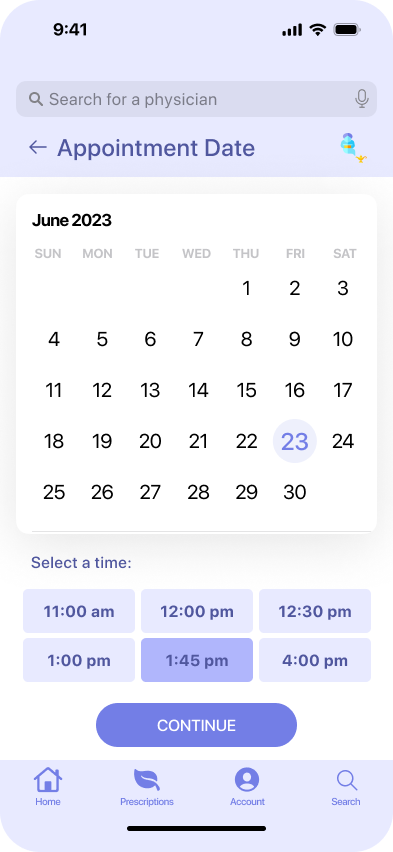 9:41
Search for a physician
Appointment Date
June 2023
SUN MON TUE WED THU FRI SAT
1 2 3
4 5 6 7 8 9 10
11 12 13 14 15 16 17
18 19 20 21 22 23 24
25 26 27 28 29 30
Select a time:
11:00 am 12:00 pm 12:30 pm
1:00 pm 1:45 pm 4:00 pm
CONTINUE
Home Prescriptions Account Search